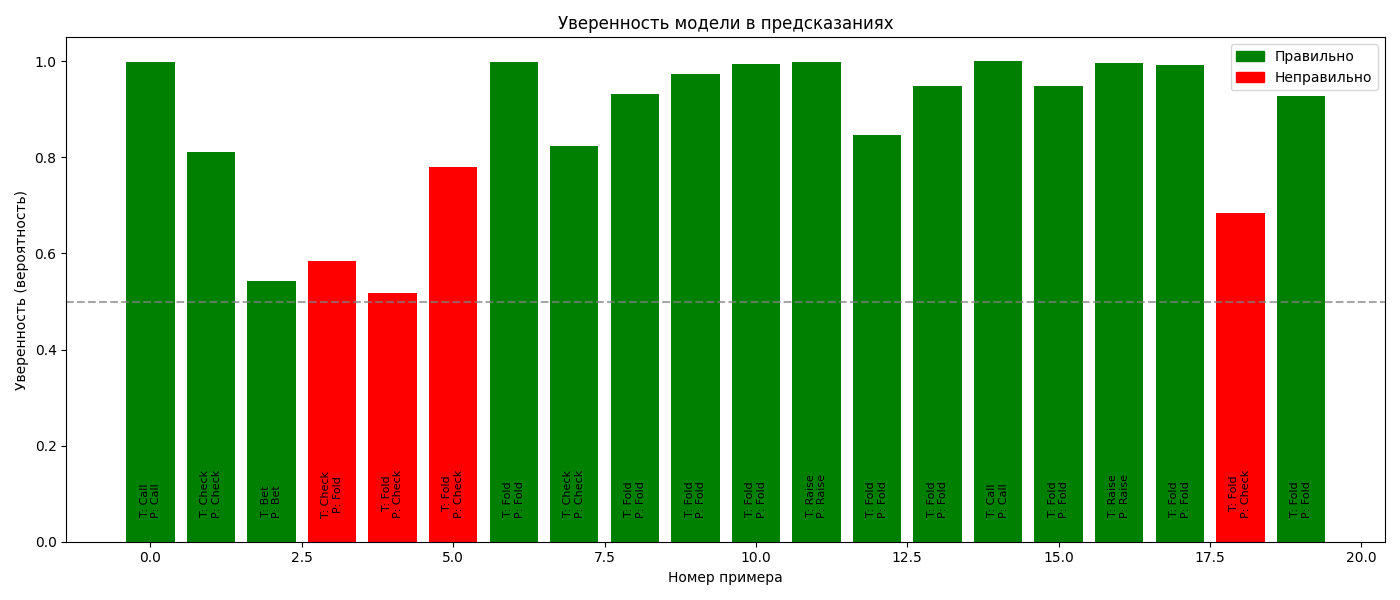 Уверенность модели в предсказаниях
Правильно
Неправильно
Уверенность (вероятность)
1.0
0.8
0.6
0.4
0.2
0.0
T: Call
P: Call
T: Check
P: Check
T: Bet
P: Bet
T: Check
P: Fold
T: Fold
P: Check
T: Fold
P: Check
T: Fold
P: Fold
T: Check
P: Check
T: Fold
P: Fold
T: Fold
P: Fold
T: Fold
P: Fold
T: Raise
P: Raise
T: Fold
P: Fold
T: Fold
P: Fold
T: Call
P: Call
T: Fold
P: Fold
T: Raise
P: Raise
T: Fold
P: Fold
T: Fold
P: Check
T: Fold
P: Fold
0.0 2.5 5.0 7.5 10.0 12.5 15.0 17.5 20.0
Номер примера